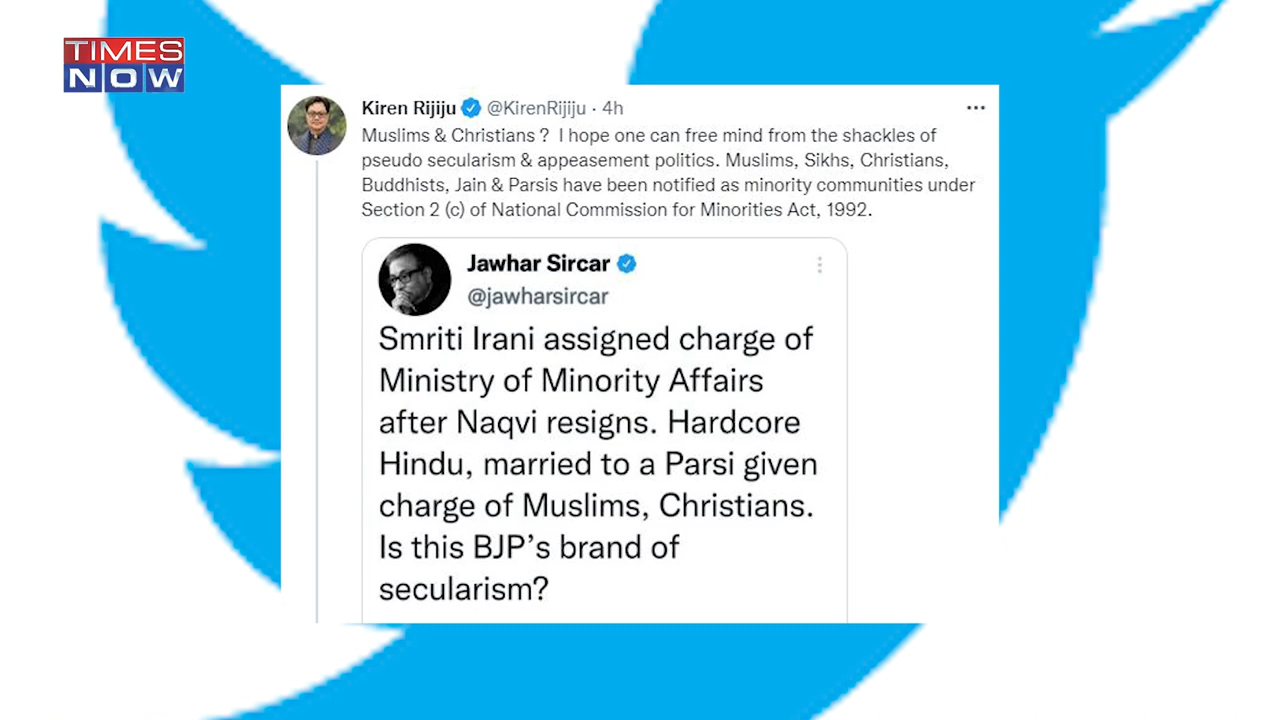 TIMES
NOW
Kiren Rijiju @KirenRijiju · 4h
Muslims & Christians ? I hope one can free mind from the shackles of
pseudo secularism & appeasement politics. Muslims, Sikhs, Christians,
Buddhists, Jain & Parsis have been notified as minority communities under
Section 2 (c) of National Commission for Minorities Act, 1992.
Jawhar Sircar
@jawharsircar
Smriti Irani assigned charge of
Ministry of Minority Affairs
after Naqvi resigns. Hardcore
Hindu, married to a Parsi given
charge of Muslims, Christians.
Is this BJP’s brand of
secularism?